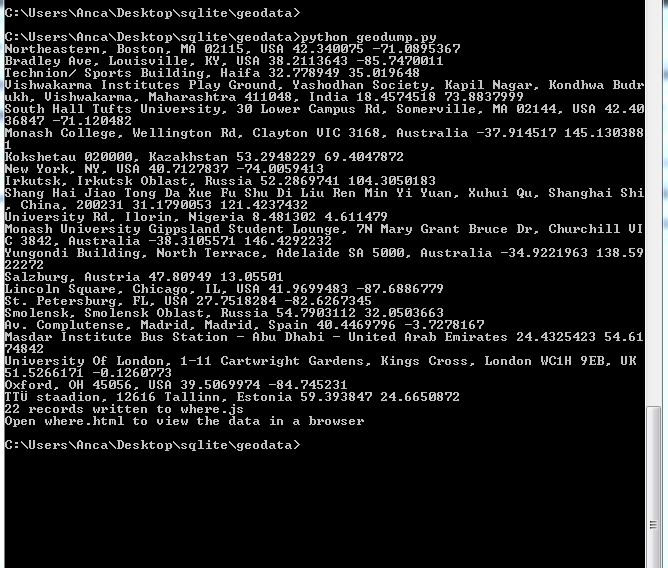 C:\Users\Anca\Desktop\sqlite\geodata>
C:\Users\Anca\Desktop\sqlite\geodata>python geodump.py
Northeastern, Boston, MA 02115, USA 42.340075 -71.0895367
Bradley Ave, Louisville, KY, USA 38.2113643 -85.7470011
Technion/ Sports Building, Haifa 32.778949 35.019648
Vishwakarma Institutes Play Ground, Yashodhan Society, Kapil Nagar, Kondhwa Budr
ukh, Vishwakarma, Maharashtra 411048, India 18.4574518 73.8837999
South Hall Tufts University, 30 Lower Campus Rd, Somerville, MA 02144, USA 42.40
36847 -71.120482
Monash College, Wellington Rd, Clayton VIC 3168, Australia -37.914517 145.130388
1
Kokshetau 020000, Kazakhstan 53.2948229 69.4047872
New York, NY, USA 40.7127837 -74.0059413
Irkutsk, Irkutsk Oblast, Russia 52.2869741 104.3050183
Shang Hai Jiao Tong Da Xue Fu Shu Di Liu Ren Min Yi Yuan, Xuhui Qu, Shanghai Shi
, China, 200231 31.1790053 121.4237432
University Rd, Ilorin, Nigeria 8.481302 4.611479
Monash University Gippsland Student Lounge, 7N Mary Grant Bruce Dr, Churchill VI
C 3842, Australia -38.3105571 146.4292232
Yungondi Building, North Terrace, Adelaide SA 5000, Australia -34.9221963 138.59
22272
Salzburg, Austria 47.80949 13.05501
Lincoln Square, Chicago, IL, USA 41.9699483 -87.6886779
St. Petersburg, FL, USA 27.7518284 -82.6267345
Smolensk, Smolensk Oblast, Russia 54.7903112 32.0503663
Av. Complutense, Madrid, Madrid, Spain 40.4469796 -3.7278167
Masdar Institute Bus Station - Abu Dhabi - United Arab Emirates 24.4325423 54.61
74842
University Of London, 1-11 Cartwright Gardens, Kings Cross, London WC1H 9EB, UK
51.5266171 -0.1260773
Oxford, OH 45056, USA 39.5069974 -84.745231
TTÜ staadion, 12616 Tallinn, Estonia 59.393847 24.6650872
22 records written to where.js
Open where.html to view the data in a browser
C:\Users\Anca\Desktop\sqlite\geodata>